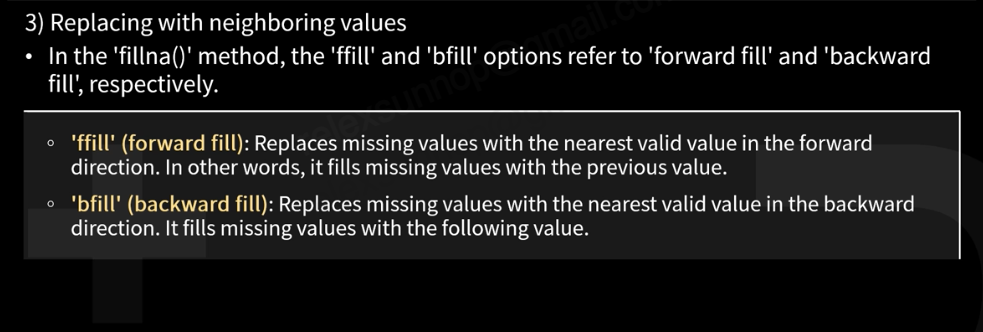 3) Replacing with neighboring values
• In the 'fillna()' method, the 'ffill' and 'bfill' options refer to 'forward fill' and 'backward
fill', respectively.
◦ 'ffill' (forward fill): Replaces missing values with the nearest valid value in the forward
direction. In other words, it fills missing values with the previous value.
◦ 'bfill' (backward fill): Replaces missing values with the nearest valid value in the backward
direction. It fills missing values with the following value.